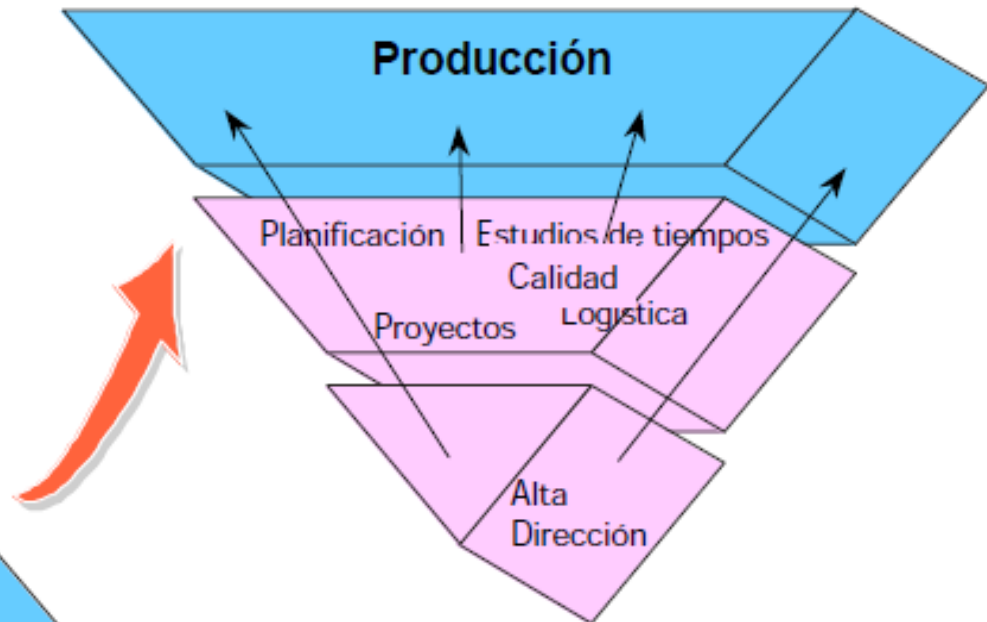 Producción
Planificación
Estudios de tiempos
Calidad
Logística
Proyectos
Alta
Dirección